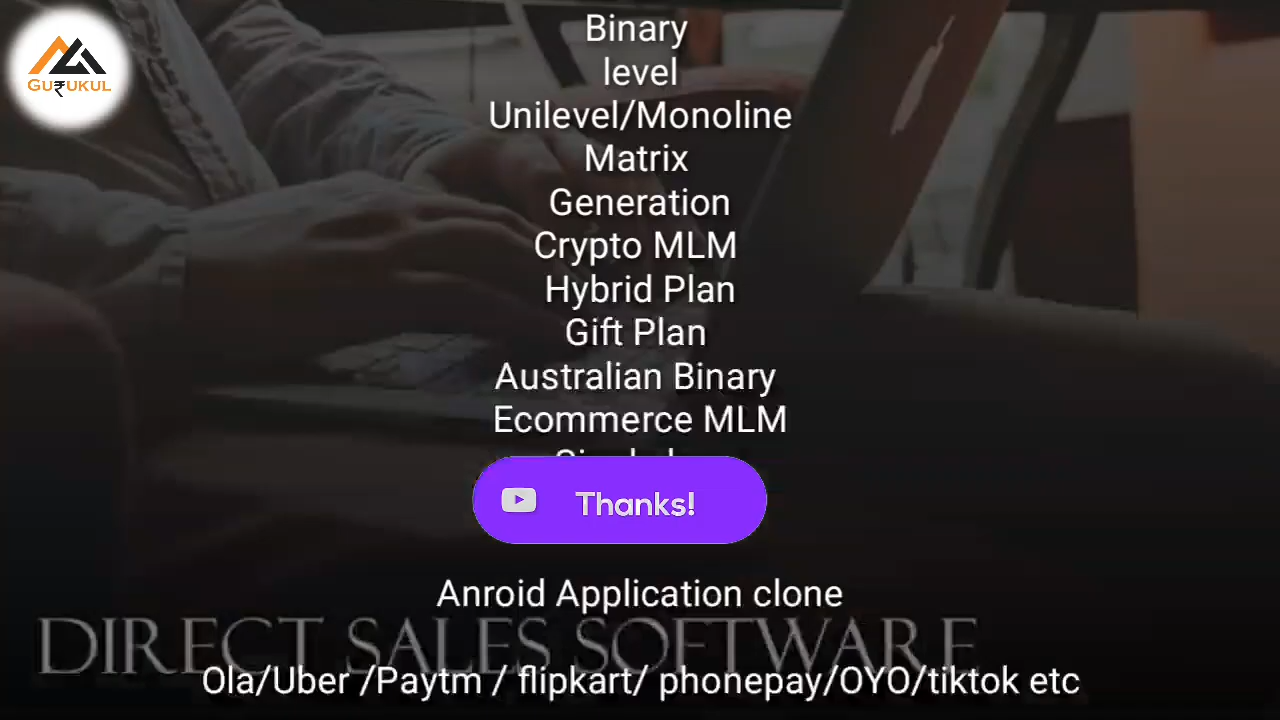 GURUKUL
Binary
level
Unilevel/Monoline
Matrix
Generation
Crypto MLM
Hybrid Plan
Gift Plan
Australian Binary
Ecommerce MLM
Thanks!
Anroid Application clone
DIRECT SALES SOFTWARE
Ola/Uber /Paytm / flipkart/ phonepay/OYO/tiktok etc